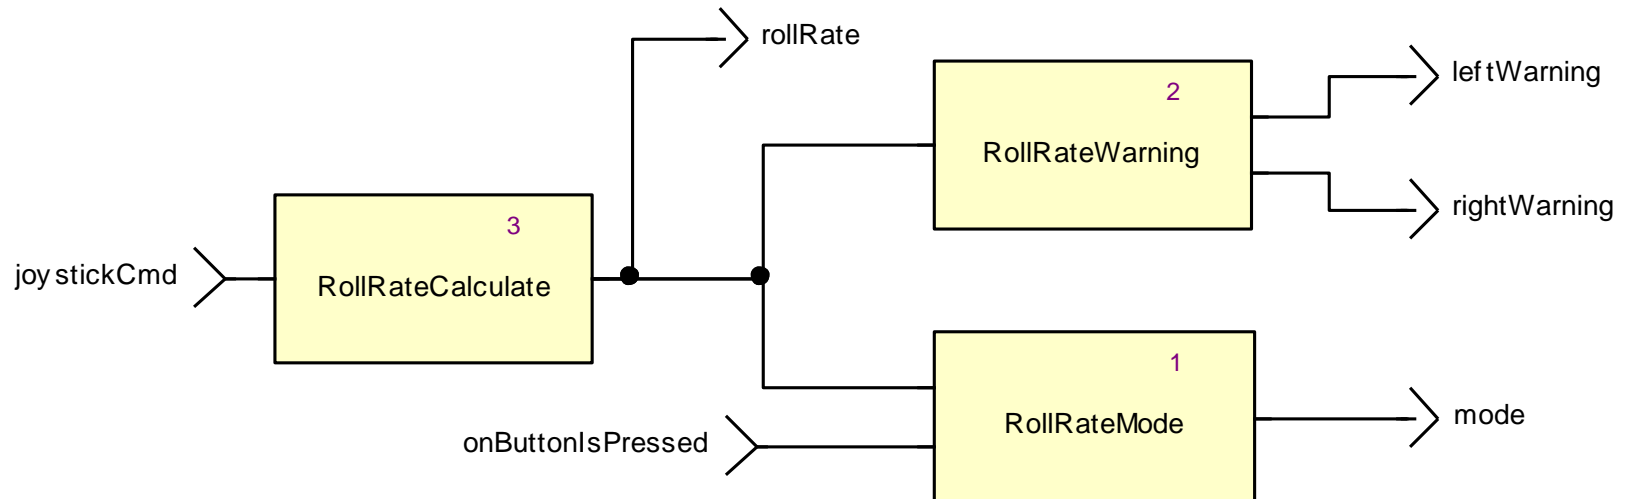 rollRate
2
leftWarning
RollRateWarning
rightWarning
3
joystickCmd
RollRateCalculate
1
RollRateMode
mode
onButtonIsPressed